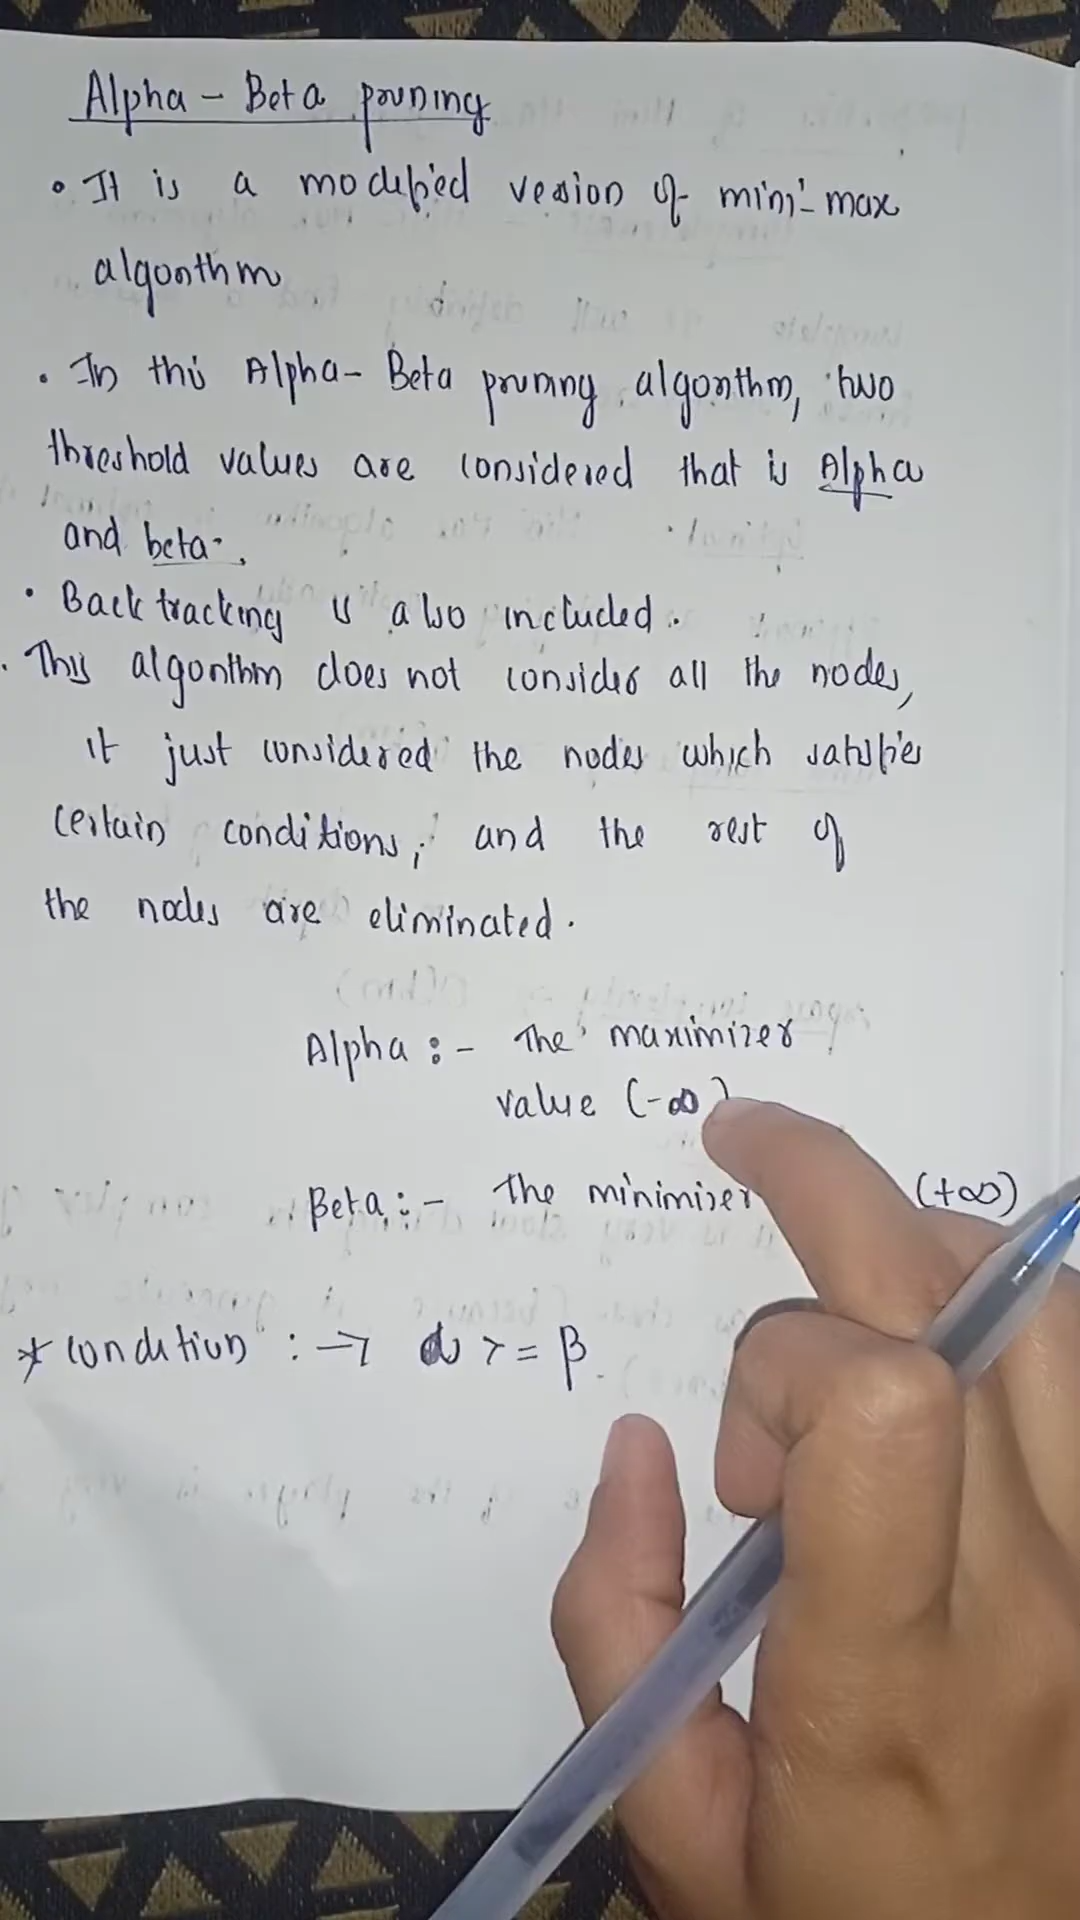 Alpha - Beta pruning
• It is a modified vesion of mini-max
algorithm
• In this Alpha- Beta pruning algorithm, two
threshold values are considered that is Alpha
and beta.
• Back tracking is also included.
• This algorithm does not consider all the nodes,
it just considered the nodes which satisfies
certain conditions, and the rest of
the nodes are eliminated.
Alpha :- The maximizer
value (-∞)
Beta :- The minimizer (+∞)
* condition :→ α >= β